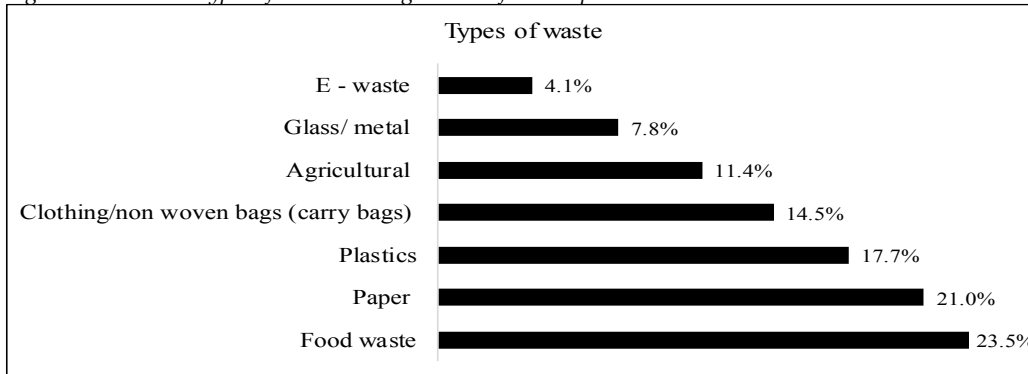 Types of waste
E - waste 4.1%
Glass/ metal 7.8%
Agricultural 11.4%
Clothing/non woven bags (carry bags) 14.5%
Plastics 17.7%
Paper 21.0%
Food waste 23.5%